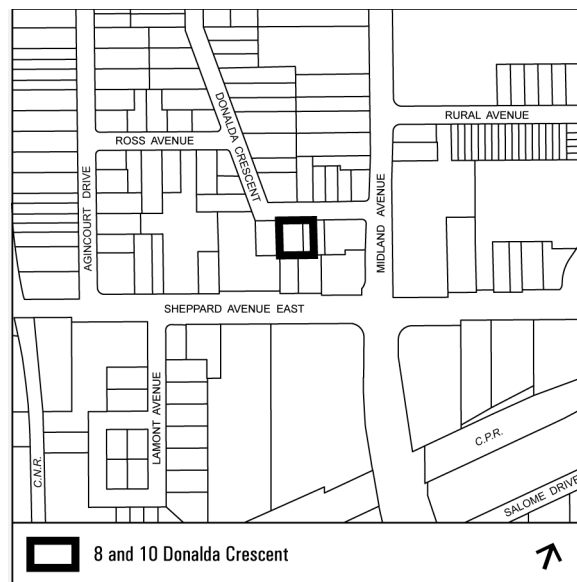 DONALDA CRESCENT
RURAL AVENUE
ROSS AVENUE
AGINCOURT DRIVE
MIDLAND AVENUE
SHEPPARD AVENUE EAST
LAMONT AVENUE
C.N.R.
C.P.R.
SALOME DRIVE
8 and 10 Donalda Crescent